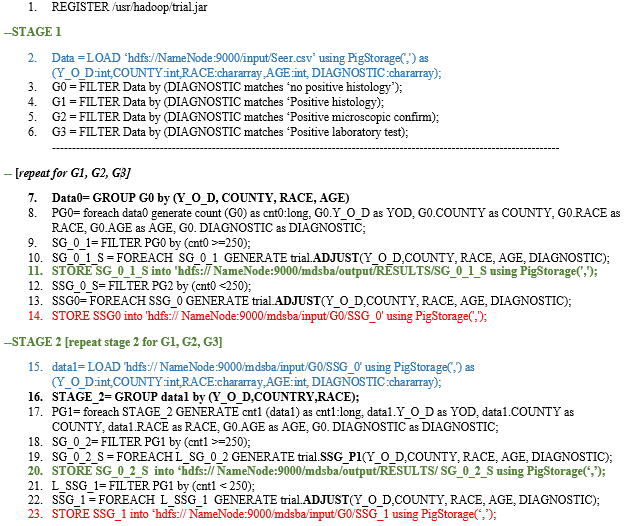 1. REGISTER /usr/hadoop/trial.jar
--STAGE 1
2. Data = LOAD ‘hdfs://NameNode:9000/input/Seer.csv’ using PigStorage(',') as
(Y_O_D:int,COUNTY:int,RACE:chararray,AGE:int, DIAGNOSTIC:chararray);
3. G0 = FILTER Data by (DIAGNOSTIC matches ‘no positive histology’);
4. G1 = FILTER Data by (DIAGNOSTIC matches ‘Positive histology);
5. G2 = FILTER Data by (DIAGNOSTIC matches ‘Positive microscopic confirm);
6. G3 = FILTER Data by (DIAGNOSTIC matches ‘Positive laboratory test);
-- [repeat for G1, G2, G3]
7. Data0= GROUP G0 by (Y_O_D, COUNTY, RACE, AGE)
8. PG0= foreach data0 generate count (G0) as cnt0:long, G0.Y_O_D as YOD, G0.COUNTY as COUNTY, G0.RACE as
RACE, G0.AGE as AGE, G0. DIAGNOSTIC as DIAGNOSTIC;
9. SG_0_1= FILTER PG0 by (cnt0 >=250);
10. SG_0_1_S = FOREACH SG_0_1 GENERATE trial.ADJUST(Y_O_D,COUNTY, RACE, AGE, DIAGNOSTIC);
11. STORE SG_0_1_S into 'hdfs:// NameNode:9000/mdsba/output/RESULTS/SG_0_1_S using PigStorage(',');
12. SSG_0_S= FILTER PG2 by (cnt0 <250);
13. SSG0= FOREACH SSG_0 GENERATE trial.ADJUST(Y_O_D,COUNTY, RACE, AGE, DIAGNOSTIC);
14. STORE SSG0 into 'hdfs:// NameNode:9000/mdsba/input/G0/SSG_0' using PigStorage(',');
--STAGE 2 [repeat stage 2 for G1, G2, G3]
15. data1= LOAD 'hdfs:// NameNode:9000/mdsba/input/G0/SSG_0' using PigStorage(',') as
(Y_O_D:int,COUNTY:int,RACE:chararray,AGE:int, DIAGNOSTIC:chararray);
16. STAGE_2= GROUP data1 by (Y_O_D,COUNTRY,RACE);
17. PG1= foreach STAGE_2 GENERATE cnt1 (data1) as cnt1:long, data1.Y_O_D as YOD, data1.COUNTY as
COUNTY, data1.RACE as RACE, G0.AGE as AGE, G0. DIAGNOSTIC as DIAGNOSTIC;
18. SG_0_2= FILTER PG1 by (cnt1 >=250);
19. SG_0_2_S = FOREACH L_SG_0_2 GENERATE trial.SSG_P1(Y_O_D,COUNTY, RACE, AGE, DIAGNOSTIC);
20. STORE SG_0_2_S into ‘hdfs:// NameNode:9000/mdsba/output/RESULTS/ SG_0_2_S using PigStorage(‘,’);
21. L_SSG_1= FILTER PG1 by (cnt1 < 250);
22. SSG_1 = FOREACH L_SSG_1 GENERATE trial.ADJUST(Y_O_D,COUNTY, RACE, AGE, DIAGNOSTIC);
23. STORE SSG_1 into ‘hdfs:// NameNode:9000/mdsba/input/G0/SSG_1 using PigStorage(‘,’);